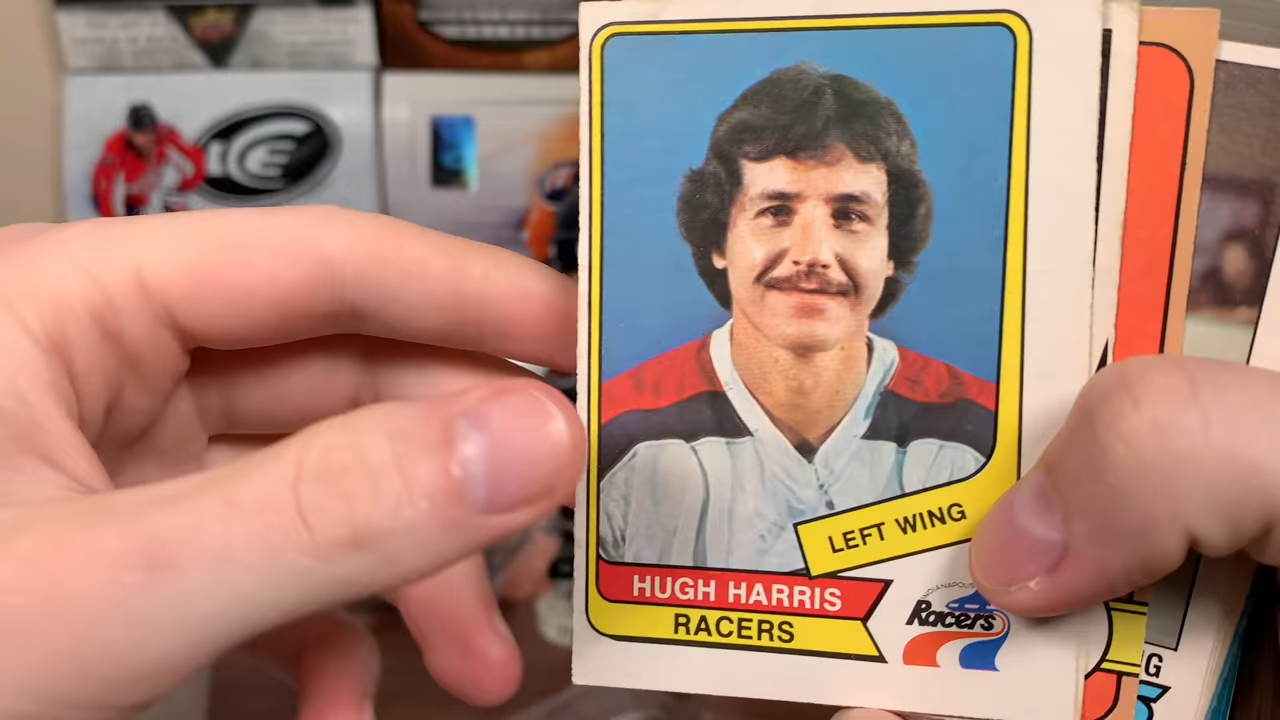 LEFT WING
HUGH HARRIS
RACERS
INDIANAPOLIS
Racers